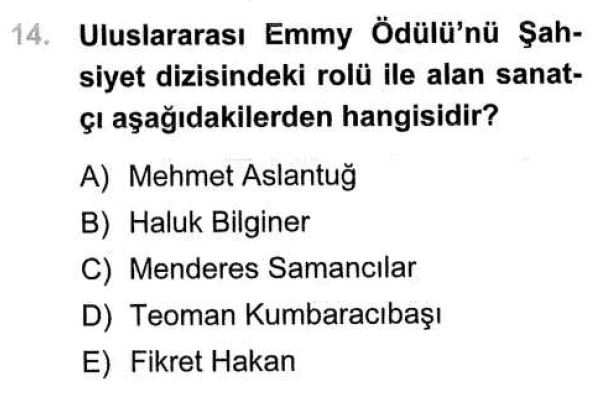 14. Uluslararası Emmy Ödülü'nü Şah-
siyet dizisindeki rolü ile alan sanat-
çı aşağıdakilerden hangisidir?
A) Mehmet Aslantuğ
B) Haluk Bilginer
C) Menderes Samancılar
D) Teoman Kumbaracıbaşı
E) Fikret Hakan